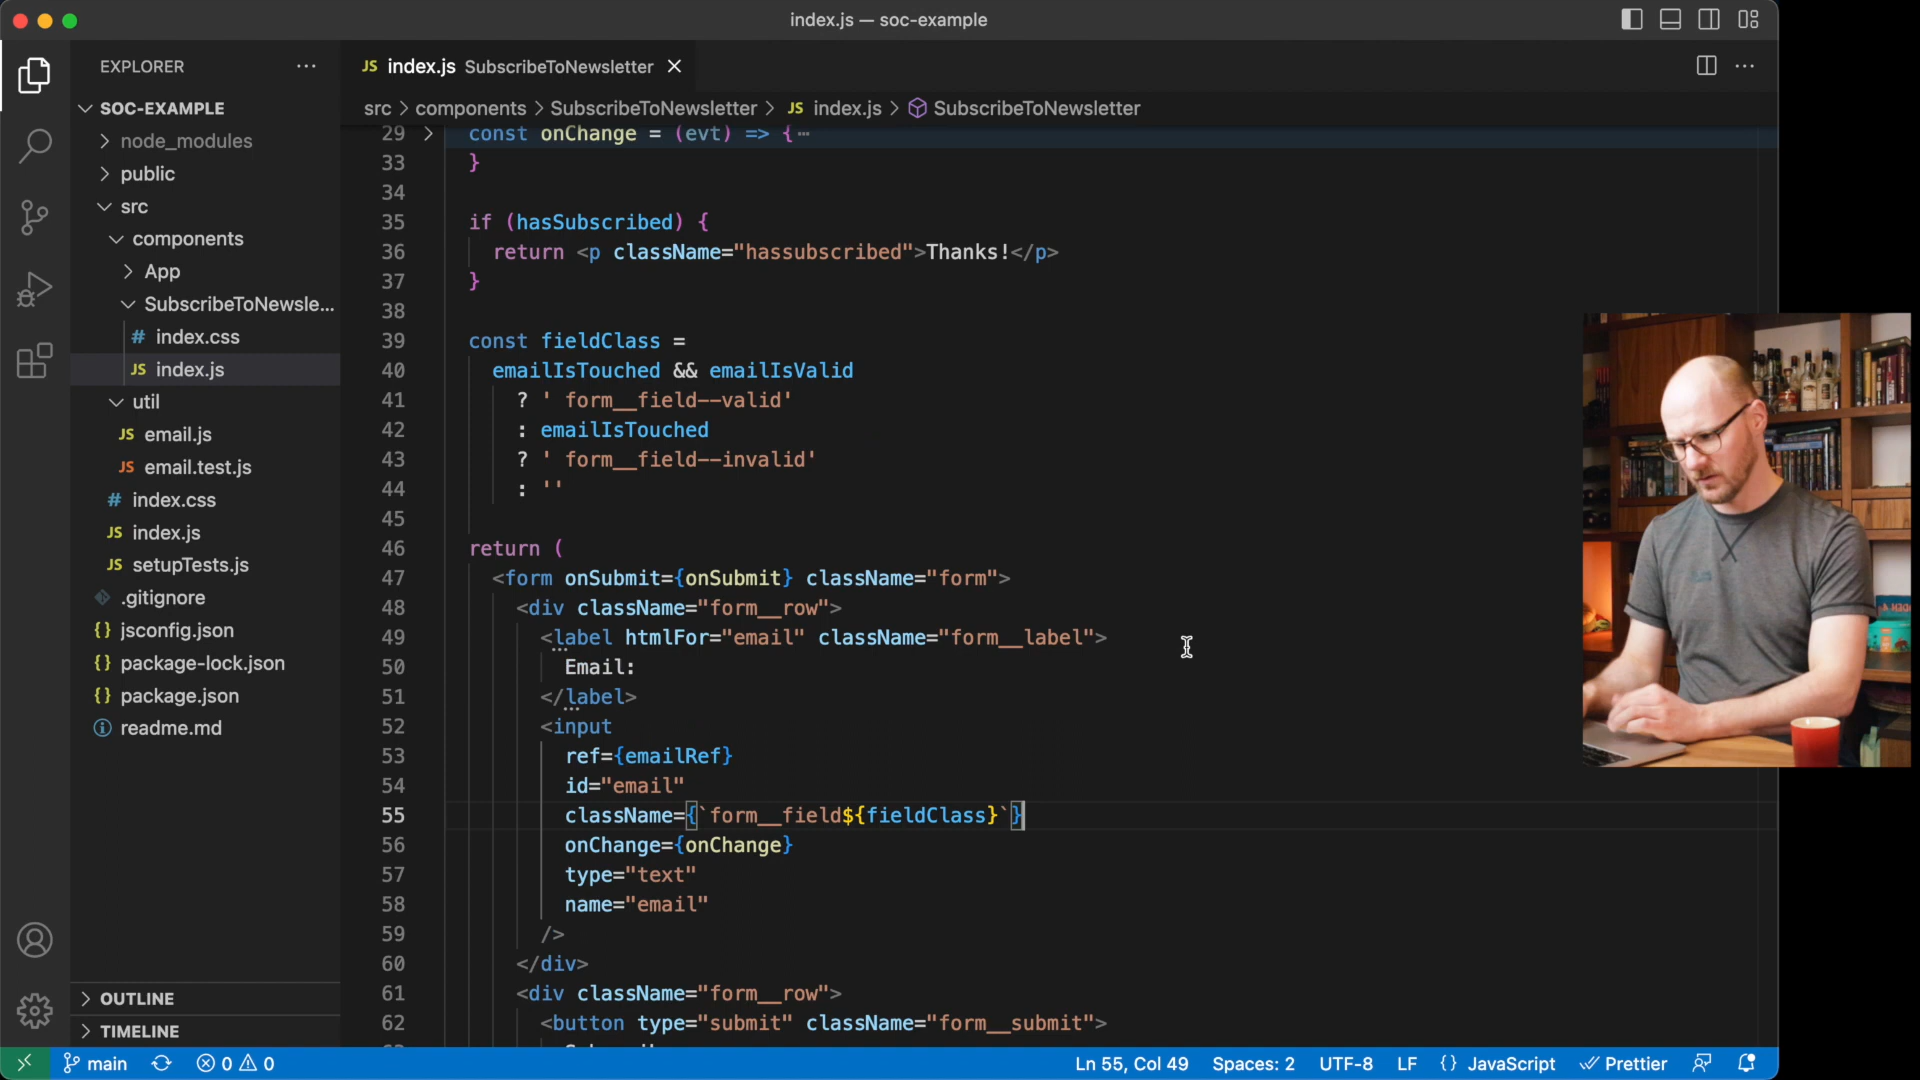 index.js — soc-example
EXPLORER
SOC-EXAMPLE
node_modules
public
src
components
App
SubscribeToNewsle...
# index.css
JS index.js
util
JS email.js
JS email.test.js
# index.css
JS index.js
JS setupTests.js
.gitignore
{} jsconfig.json
{} package-lock.json
{} package.json
readme.md
OUTLINE
TIMELINE
JS index.js SubscribeToNewsletter
src > components > SubscribeToNewsletter > JS index.js > SubscribeToNewsletter
29 const onChange = (evt) => {⋯
33 }
34
35 if (hasSubscribed) {
36 return <p className="hassubscribed">Thanks!</p>
37 }
38
39 const fieldClass =
40 emailIsTouched && emailIsValid
41 ? ' form__field--valid'
42 : emailIsTouched
43 ? ' form__field--invalid'
44 : ''
45
46 return (
47 <form onSubmit={onSubmit} className="form">
48 <div className="form__row">
49 <label htmlFor="email" className="form__label">
50 Email:
51 </label>
52 <input
53 ref={emailRef}
54 id="email"
55 className={`form__field${fieldClass}`}
56 onChange={onChange}
57 type="text"
58 name="email"
59 />
60 </div>
61 <div className="form__row">
62 <button type="submit" className="form__submit">
main 0 0 Ln 55, Col 49 Spaces: 2 UTF-8 LF {} JavaScript Prettier